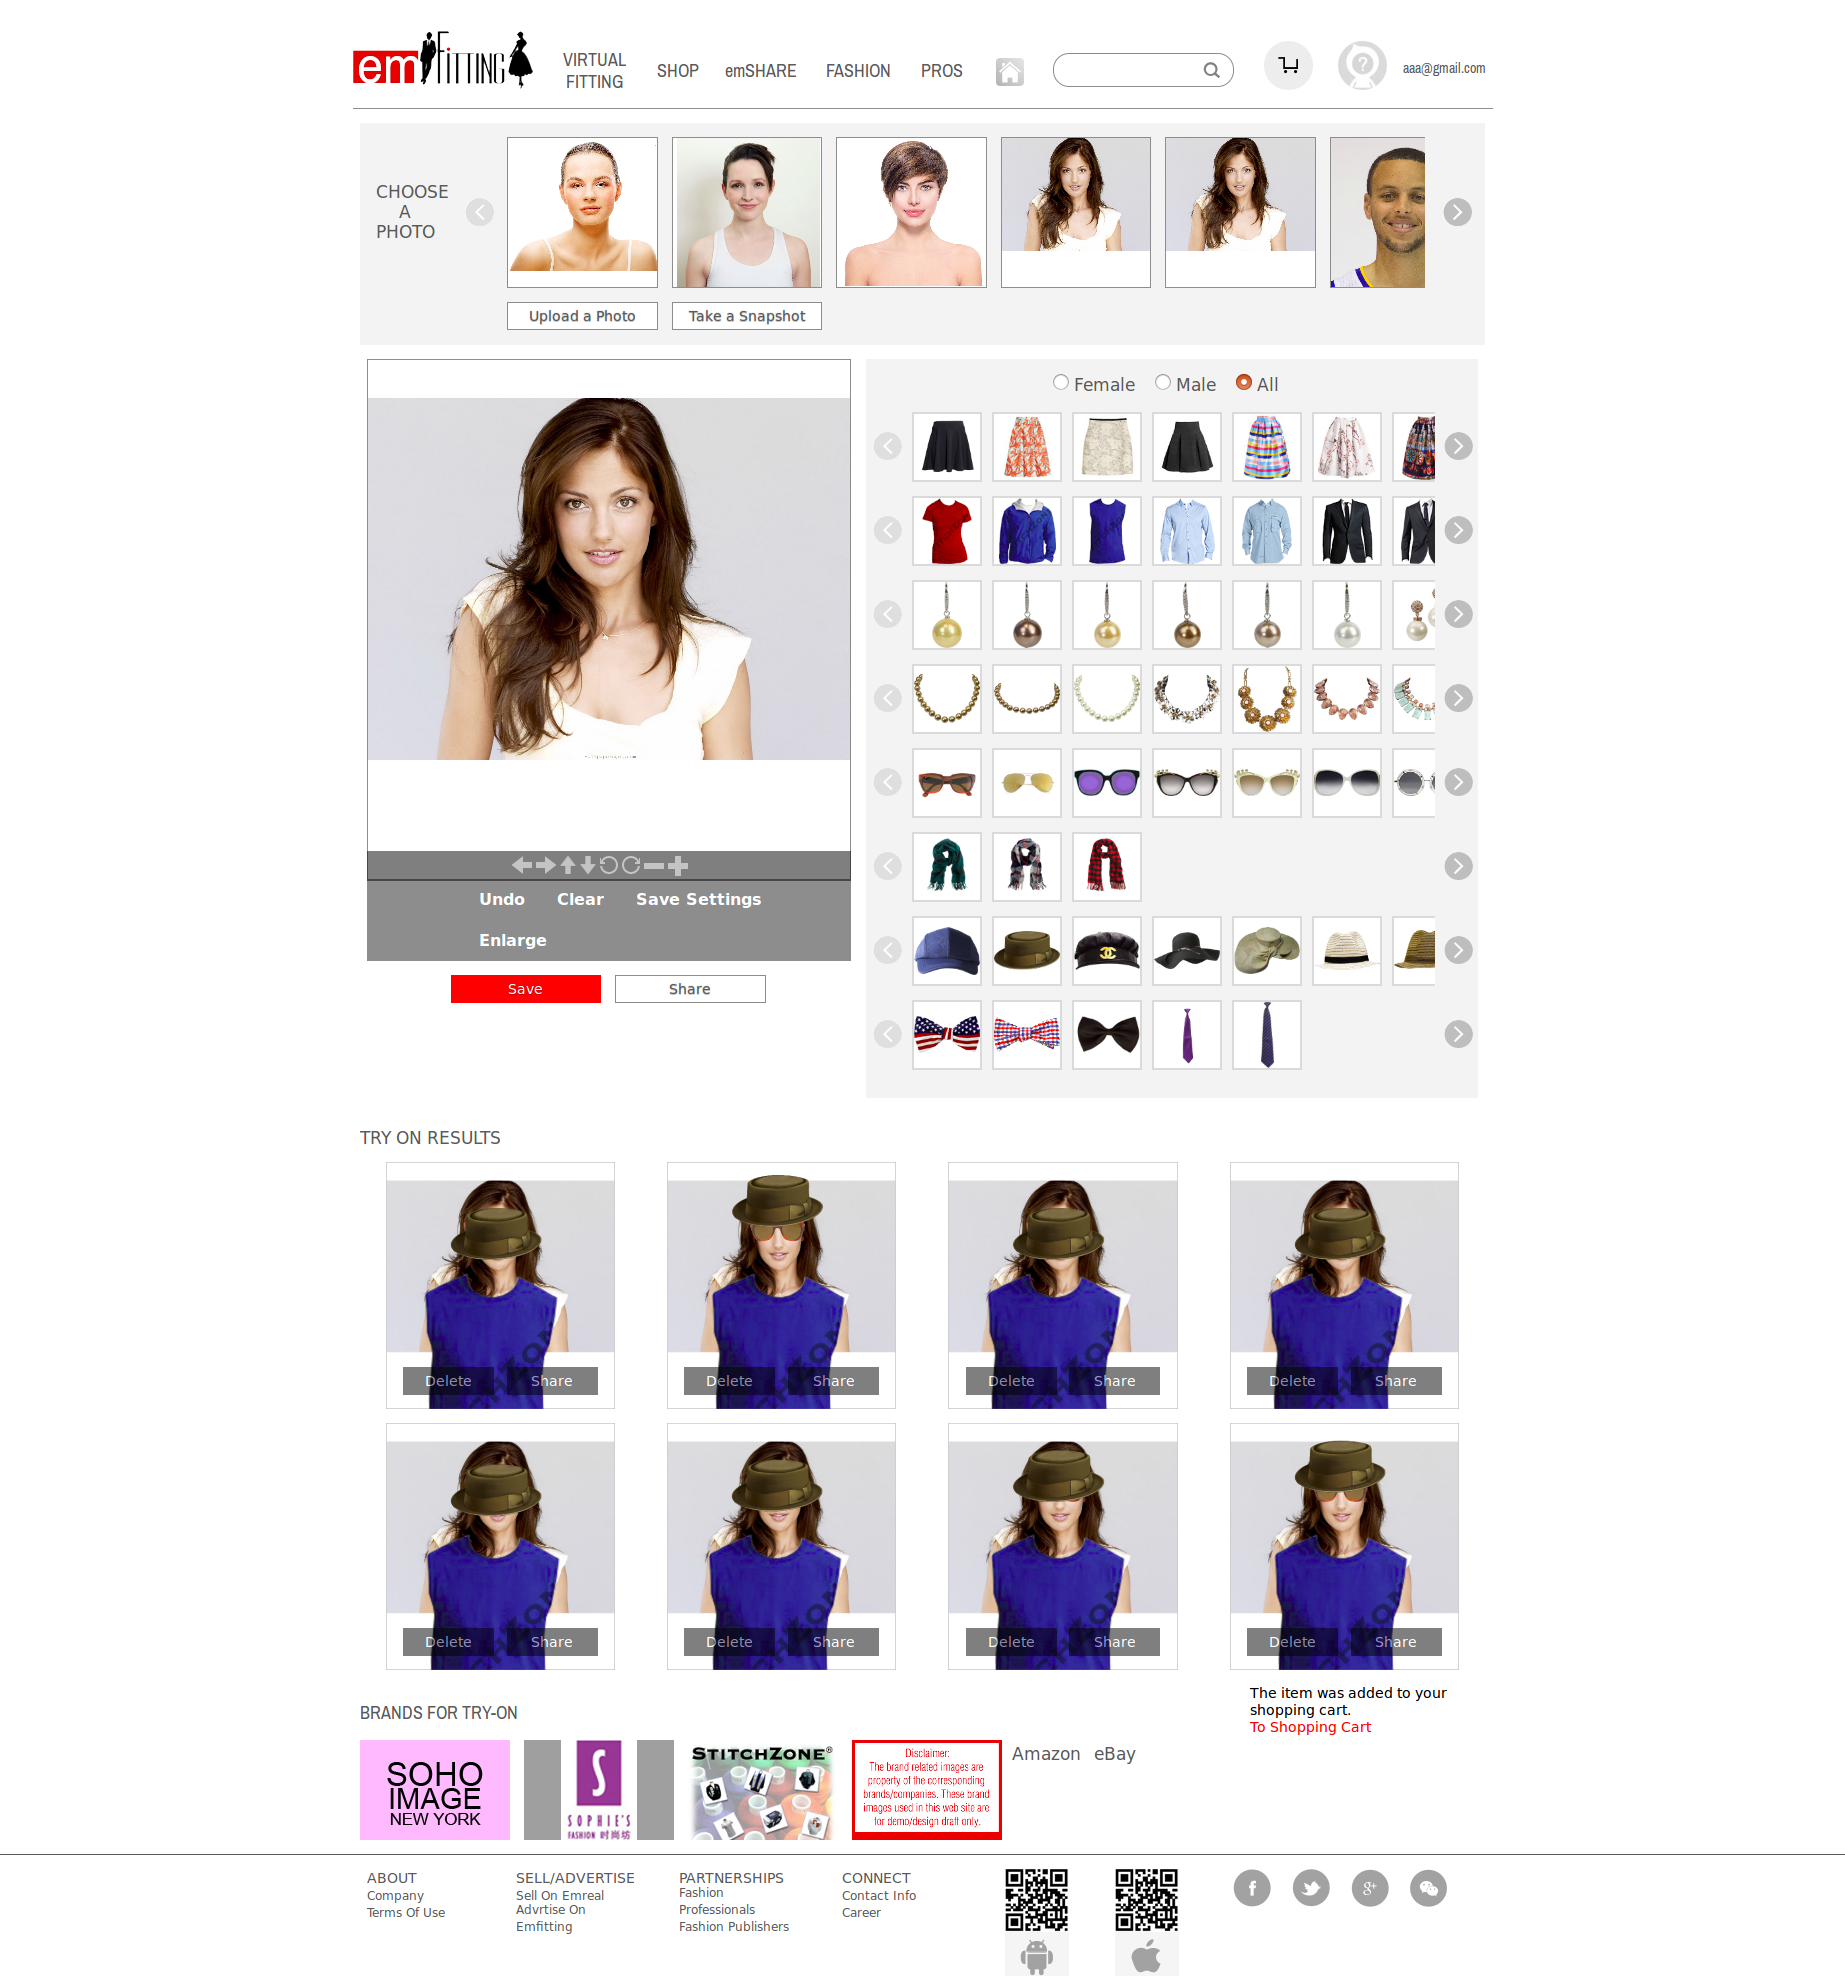 em FITTING
VIRTUAL
FITTING
SHOP
emSHARE
FASHION
PROS
aaa@gmail.com
CHOOSE
A
PHOTO
Upload a Photo
Take a Snapshot
Female
Male
All
Undo
Clear
Save Settings
Enlarge
Save
Share
TRY ON RESULTS
Delete
Share
Delete
Share
Delete
Share
Delete
Share
Delete
Share
Delete
Share
Delete
Share
Delete
Share
The item was added to your
shopping cart.
To Shopping Cart
BRANDS FOR TRY-ON
SOHO
IMAGE
NEW YORK
S
SOPHIE'S
FASHION 时尚坊
STITCHZONE®
Disclaimer:
The brand related images are
property of the corresponding
brands/companies. These brand
images used in this web site are
for demo/design draft only.
Amazon
eBay
ABOUT
Company
Terms Of Use
SELL/ADVERTISE
Sell On Emreal
Advrtise On
Emfitting
PARTNERSHIPS
Fashion
Professionals
Fashion Publishers
CONNECT
Contact Info
Career